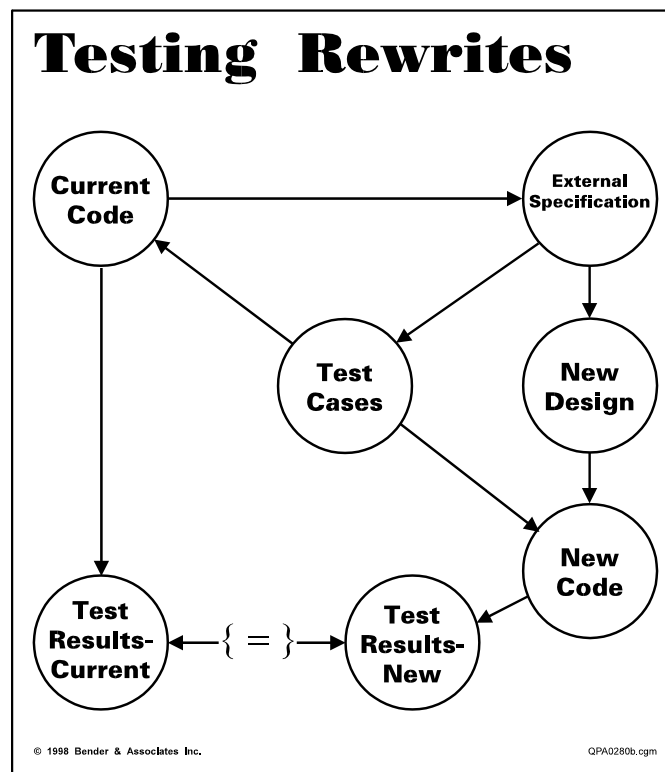 Testing Rewrites
Current
Code
External
Specification
Test
Cases
New
Design
New
Code
Test
Results-
Current
{ = }
Test
Results-
New
© 1998 Bender & Associates Inc.
QPA0280b.cgm